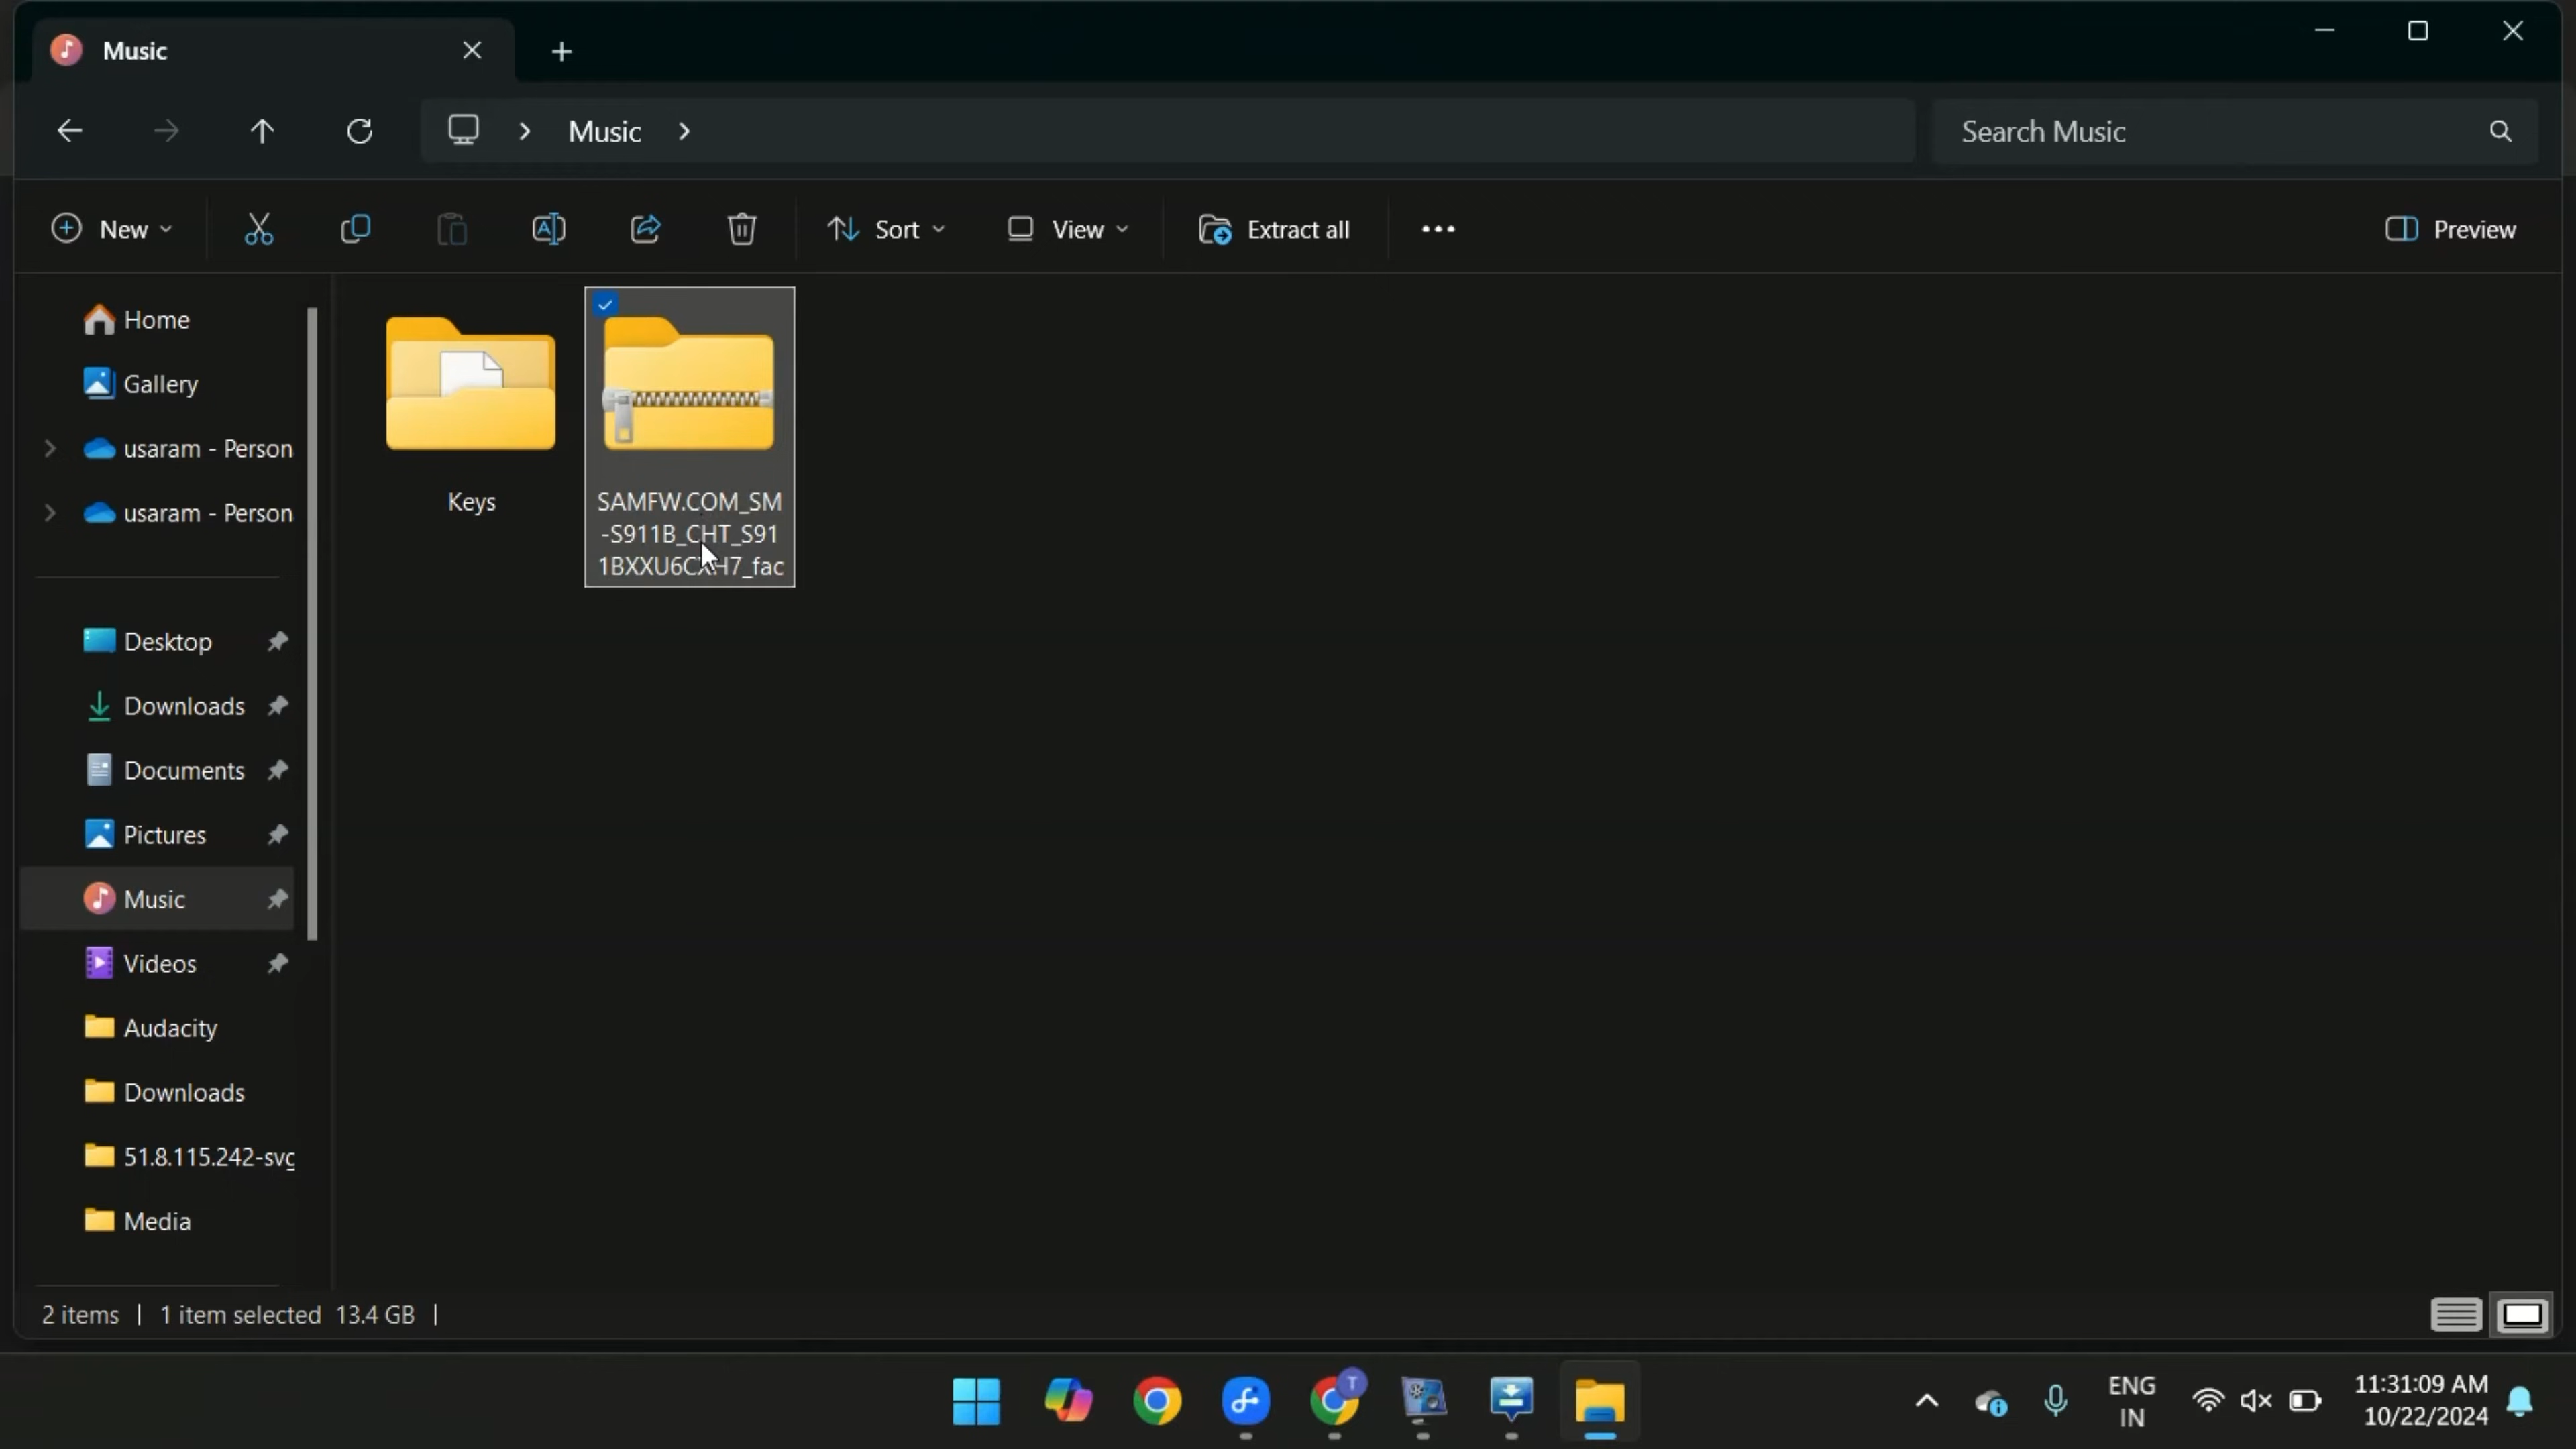 Music
Music
Search Music
New
Sort
View
Extract all
Preview
Home
Gallery
usaram - Person
usaram - Person
Desktop
Downloads
Documents
Pictures
Music
Videos
Audacity
Downloads
51.8.115.242-svg
Media
Keys
SAMFW.COM_SM
-S911B_CHT_S91
1BXXU6CXH7_fac
2 items
1 item selected 13.4 GB
T
ENG
IN
11:31:09 AM
10/22/2024